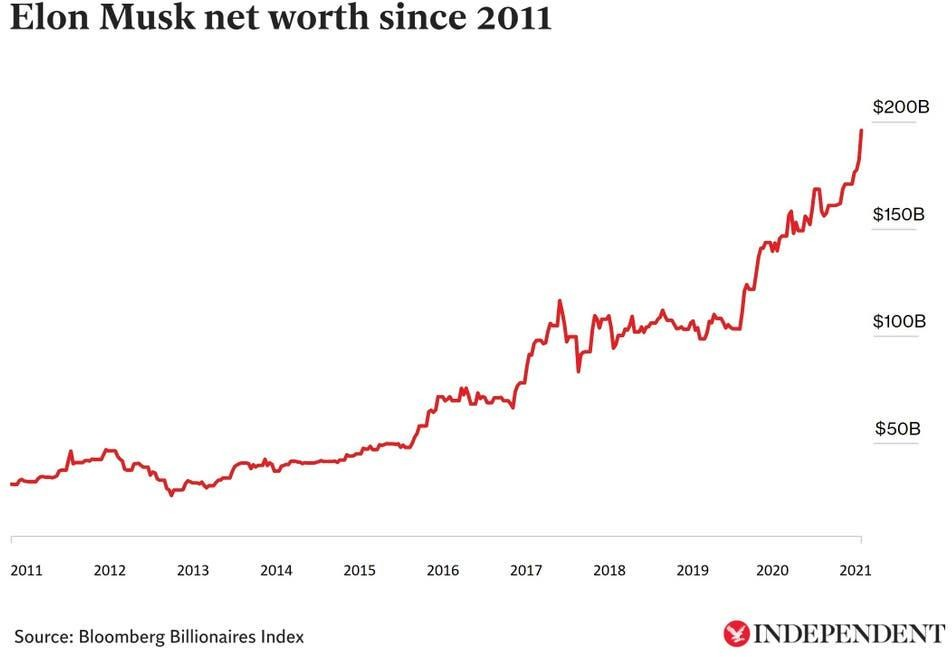 Elon Musk net worth since 2011
$200B
$150B
$100B
$50B
2011 2012 2013 2014 2015 2016 2017 2018 2019 2020 2021
Source: Bloomberg Billionaires Index
INDEPENDENT